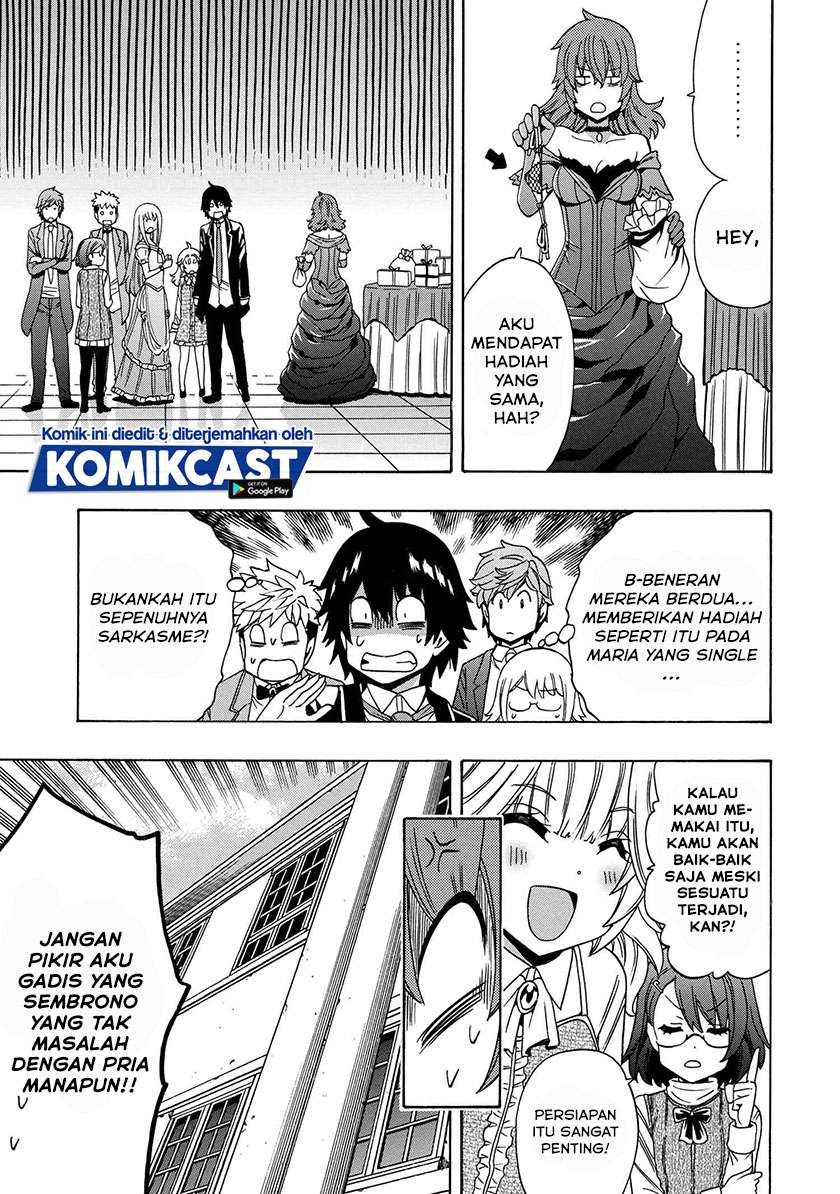 .........
HEY,
AKU
MENDAPAT
HADIAH
YANG
SAMA,
HAH?
Komik ini diedit & diterjemahkan oleh
KOMIKCAST
GET IT ON
Google Play
B-BENERAN
MEREKA BERDUA...
MEMBERIKAN HADIAH
SEPERTI ITU PADA
MARIA YANG SINGLE
...
BUKANKAH ITU
SEPENUHNYA
SARKASME?!
KALAU
KAMU ME-
MAKAI ITU,
KAMU AKAN
BAIK-BAIK
SAJA MESKI
SESUATU
TERJADI,
KAN?!
PERSIAPAN
ITU SANGAT
PENTING!
JANGAN
PIKIR AKU
GADIS YANG
SEMBRONO
YANG TAK
MASALAH
DENGAN PRIA
MANAPUN!!